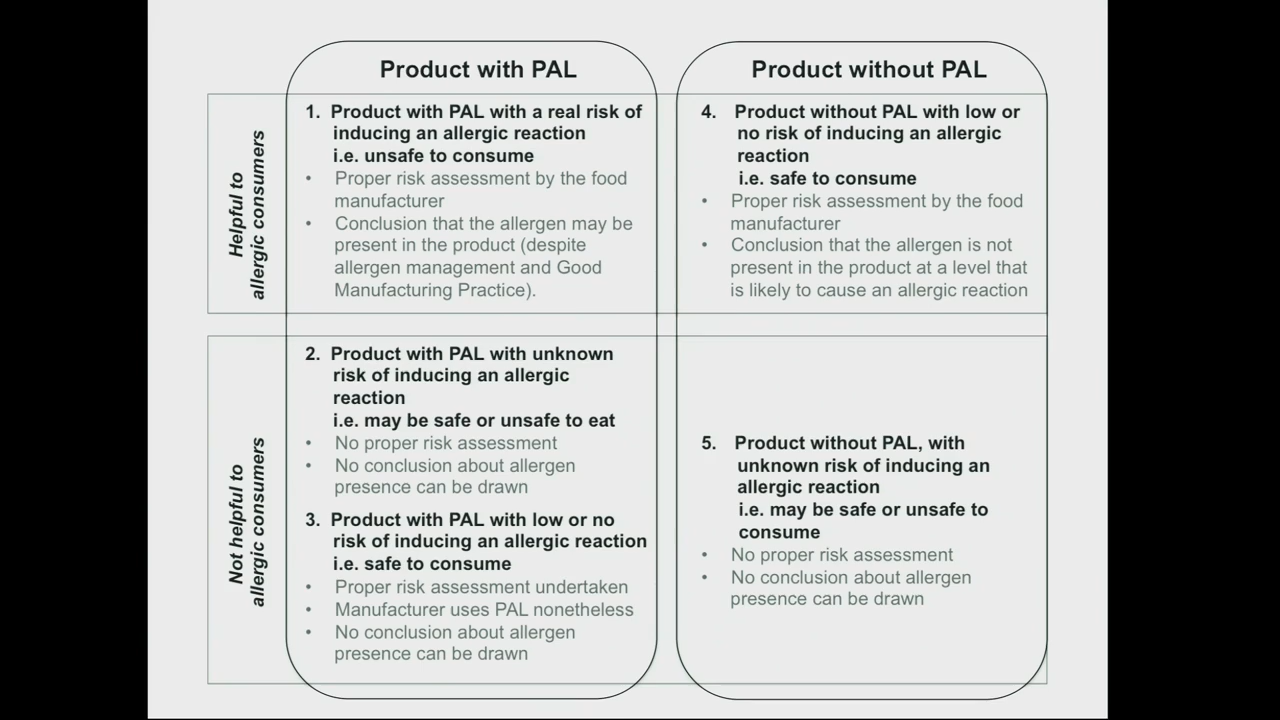 Product with PAL
Product without PAL
Helpful to
allergic consumers
1. Product with PAL with a real risk of
inducing an allergic reaction
i.e. unsafe to consume
• Proper risk assessment by the food
manufacturer
• Conclusion that the allergen may be
present in the product (despite
allergen management and Good
Manufacturing Practice).
4. Product without PAL with low or
no risk of inducing an allergic
reaction
i.e. safe to consume
• Proper risk assessment by the food
manufacturer
• Conclusion that the allergen is not
present in the product at a level that
is likely to cause an allergic reaction
Not helpful to
allergic consumers
2. Product with PAL with unknown
risk of inducing an allergic
reaction
i.e. may be safe or unsafe to eat
• No proper risk assessment
• No conclusion about allergen
presence can be drawn
3. Product with PAL with low or no
risk of inducing an allergic reaction
i.e. safe to consume
• Proper risk assessment undertaken
• Manufacturer uses PAL nonetheless
• No conclusion about allergen
presence can be drawn
5. Product without PAL, with
unknown risk of inducing an
allergic reaction
i.e. may be safe or unsafe to
consume
• No proper risk assessment
• No conclusion about allergen
presence can be drawn